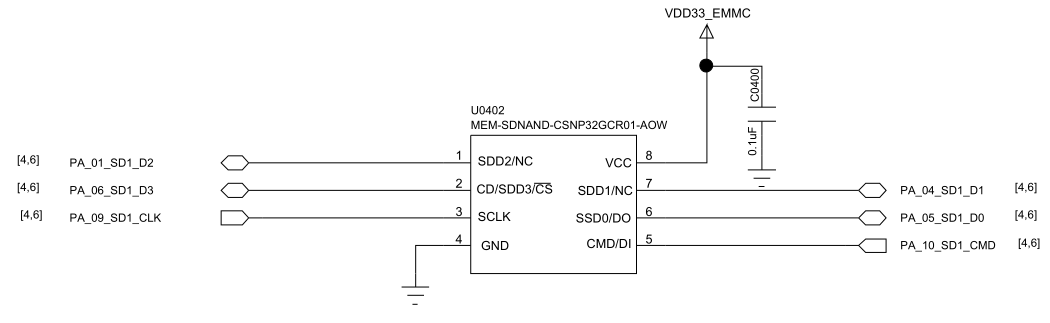 VDD33_EMMC
C0400
0.1uF
U0402
MEM-SDNAND-CSNP32GCR01-AOW
[4,6] PA_01_SD1_D2 1 SDD2/NC VCC 8
[4,6] PA_06_SD1_D3 2 CD/SDD3/CS SDD1/NC 7 PA_04_SD1_D1 [4,6]
[4,6] PA_09_SD1_CLK 3 SCLK SSD0/DO 6 PA_05_SD1_D0 [4,6]
4 GND CMD/DI 5 PA_10_SD1_CMD [4,6]